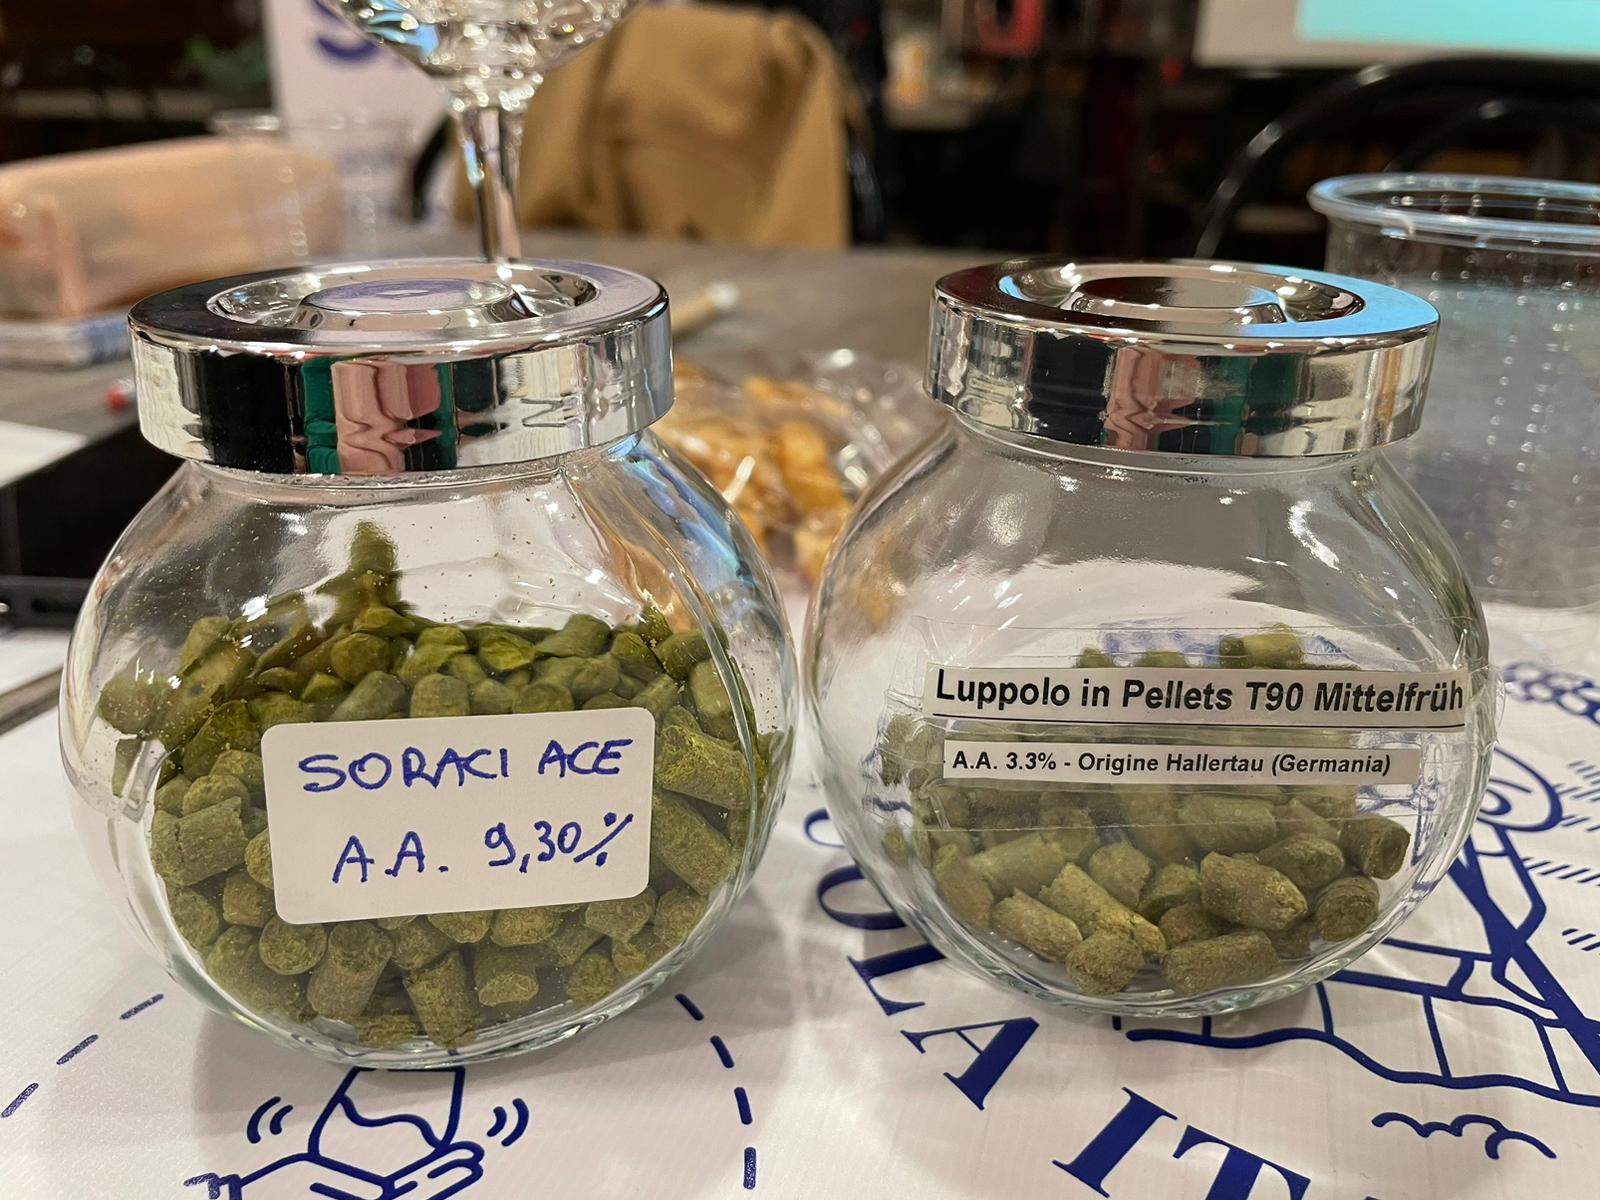 SORACI ACE
A.A. 9,30%
Luppolo in Pellets T90 Mittelfrüh
A.A. 3.3% - Origine Hallertau (Germania)